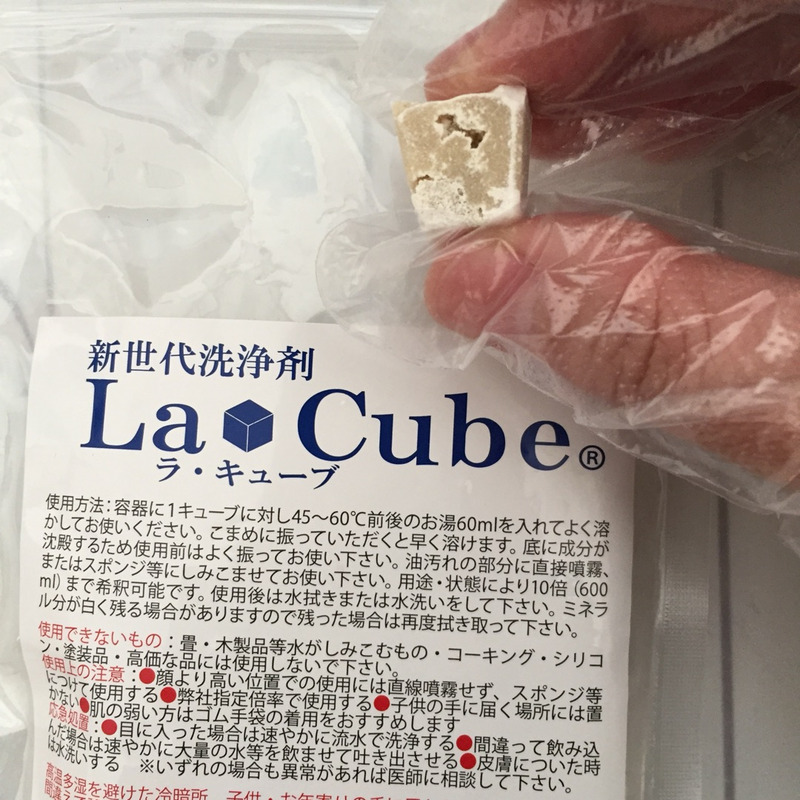 新世代洗浄剤
La Cube®
ラ・キューブ
使用方法：容器に1キューブに対し45～60℃前後のお湯60mlを入れてよく溶
かしてお使いください。こまめに振っていただくと早く溶けます。底に成分が
沈殿するため使用前はよく振ってお使い下さい。油汚れの部分に直接噴霧、
またはスポンジ等にしみこませてお使い下さい。用途・状態により10倍（600
ml）まで希釈可能です。使用後は水拭きまたは水洗いをして下さい。ミネラ
ル分が白く残る場合がありますので残った場合は再度拭き取って下さい。
使用できないもの：畳・木製品等水がしみこむもの・コーキング・シリコ
ン・塗装品・高価な品には使用しないで下さい。
使用上の注意：●顔より高い位置での使用には直線噴霧せず、スポンジ等
につけて使用する●弊社指定倍率で使用する●子供の手に届く場所には置
かない●肌の弱い方はゴム手袋の着用をおすすめします
応急処置：●目に入った場合は速やかに流水で洗浄する●間違って飲み込
んだ場合は速やかに大量の水等を飲ませて吐き出させる●皮膚についた時
は水洗いする　※いずれの場合も異常があれば医師に相談して下さい。
高温多湿を避けた冷暗所、子供・お年寄りの手に